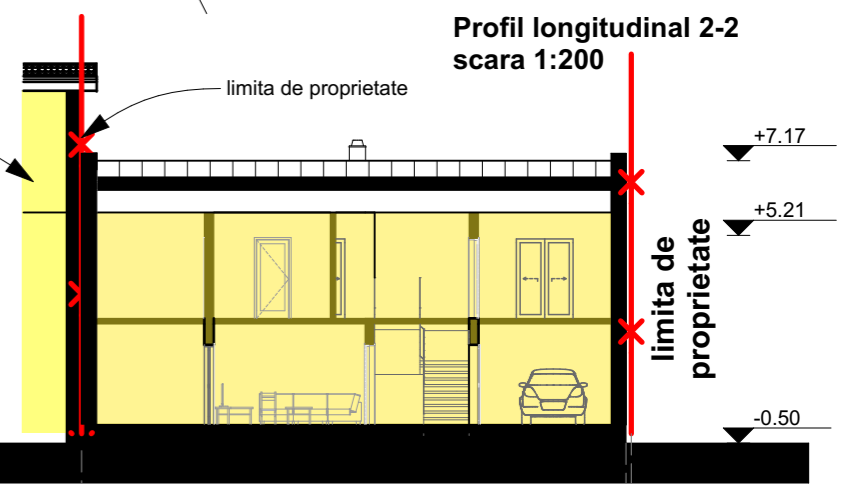 Profil longitudinal 2-2
scara 1:200
limita de proprietate
+7.17
+5.21
limita de
proprietate
-0.50